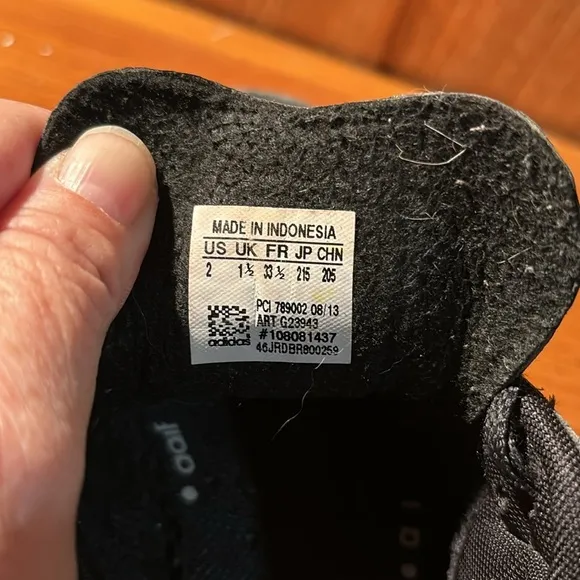 MADE IN INDONESIA
US UK FR JP CHN
2 1½ 33½ 215 205
PCI 789002 08/13
ART G23943
#108081437
adidas 46JRDBR800259